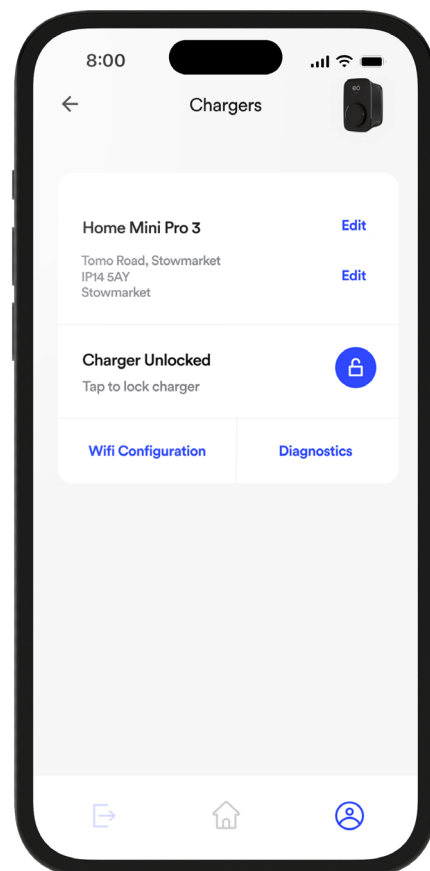 8:00
Chargers
eo
Home Mini Pro 3
Edit
Tomo Road, Stowmarket
IP14 5AY
Stowmarket
Edit
Charger Unlocked
Tap to lock charger
Wifi Configuration
Diagnostics